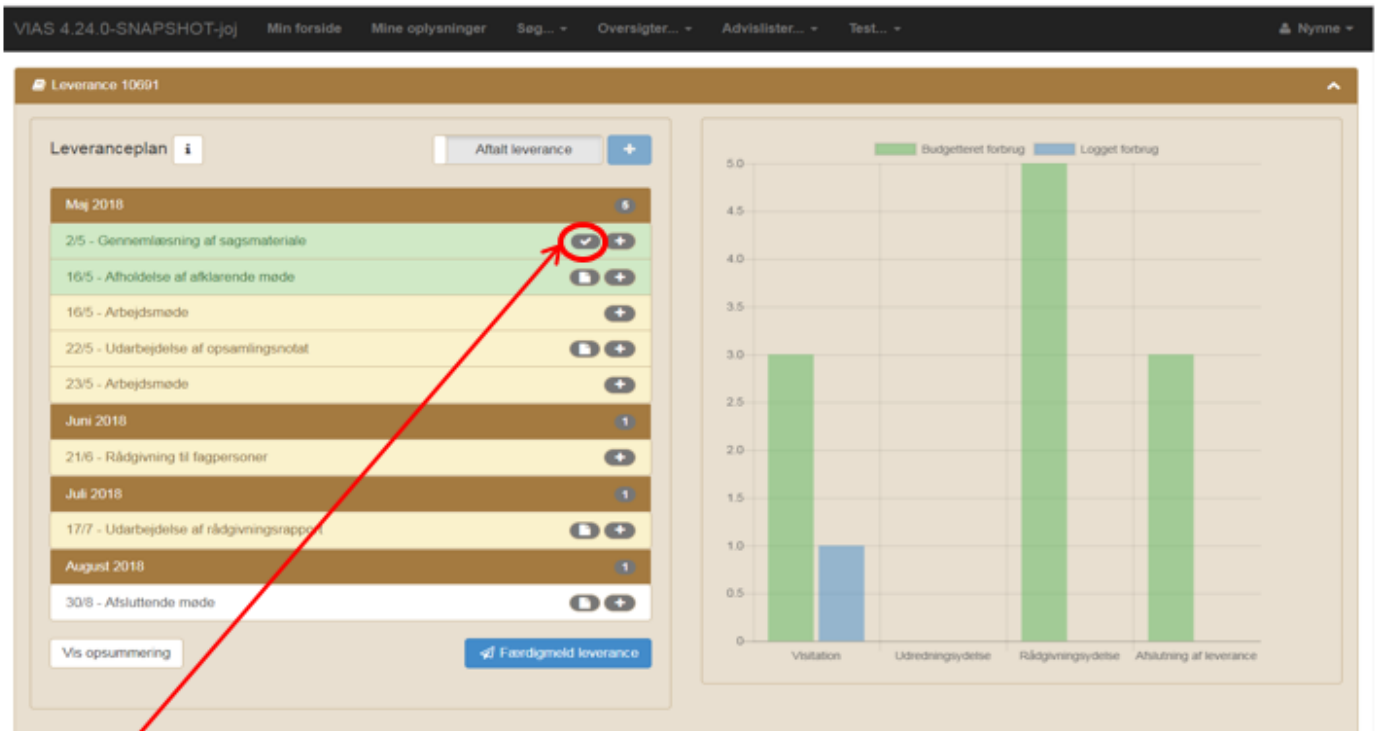 VIAS 4.24.0-SNAPSHOT-joj Min forside Mine oplysninger Søg... Oversigter... Advislister... Test... Nynne
Leverance 10691
Leveranceplan i Aftalt leverance +
Maj 2018 5
2/5 - Gennemlæsning af sagsmateriale
16/5 - Afholdelse af afklarende møde
16/5 - Arbejdsmøde
22/5 - Udarbejdelse af opsamlingsnotat
23/5 - Arbejdsmøde
Juni 2018 1
21/6 - Rådgivning til fagpersoner
Juli 2018 1
17/7 - Udarbejdelse af rådgivningsrapport
August 2018 1
30/8 - Afsluttende møde
Vis opsummering Færdigmeld leverance
Budgetteret forbrug Logget forbrug
5.0
4.5
4.0
3.5
3.0
2.5
2.0
1.5
1.0
0.5
0
Visitation Udredningsydelse Rådgivningsydelse Afslutning af leverance